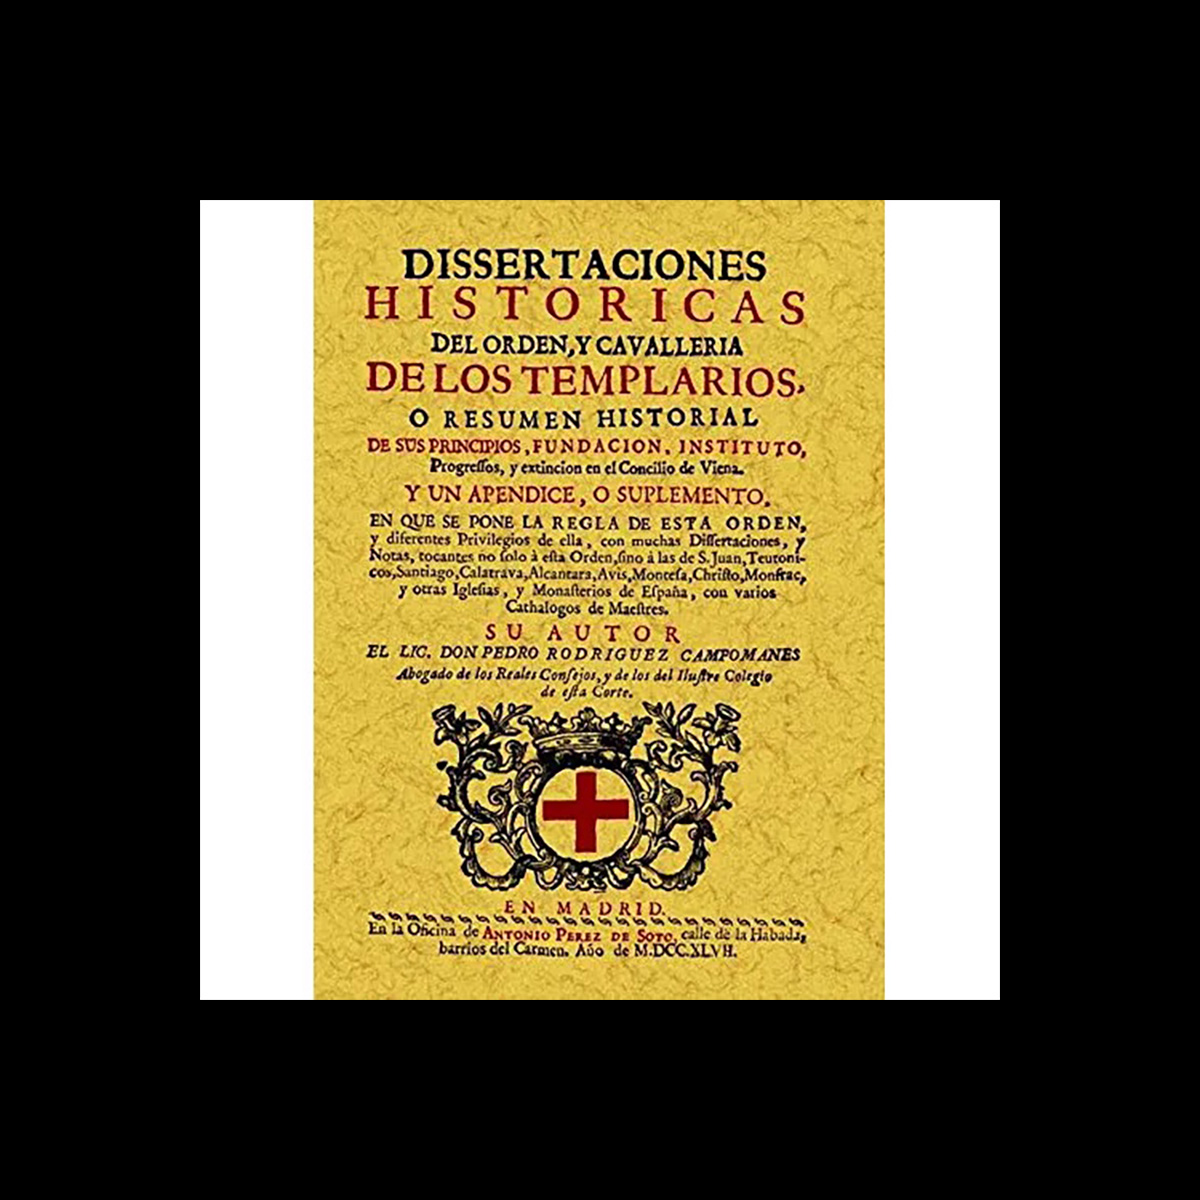 DISSERTACIONES
HISTORICAS
DEL ORDEN, Y CAVALLERIA
DE LOS TEMPLARIOS,
O RESUMEN HISTORIAL
DE SUS PRINCIPIOS, FUNDACION, INSTITUTO,
Progressos, y extincion en el Concilio de Viena.
Y UN APENDICE, O SUPLEMENTO,
EN QUE SE PONE LA REGLA DE ESTA ORDEN,
y diferentes Privilegios de ella, con muchas Dissertaciones, y
Notas, tocantes no solo à esta Orden, sino à las de S. Juan, Teutoni-
cos, Santiago, Calatrava, Alcantara, Avis, Montesa, Christo, Monfrac,
y otras Iglesias, y Monasterios de España, con varios
Cathalogos de Maestres.
SU AUTOR
EL LIC. DON PEDRO RODRIGUEZ CAMPOMANES
Abogado de los Reales Consejos, y de los del Ilustre Colegio
de esta Corte.
EN MADRID.
En la Oficina de ANTONIO PEREZ DE SOTO, calle de la Habada,
barrios del Carmen. Año de M.DCC.XLVII.